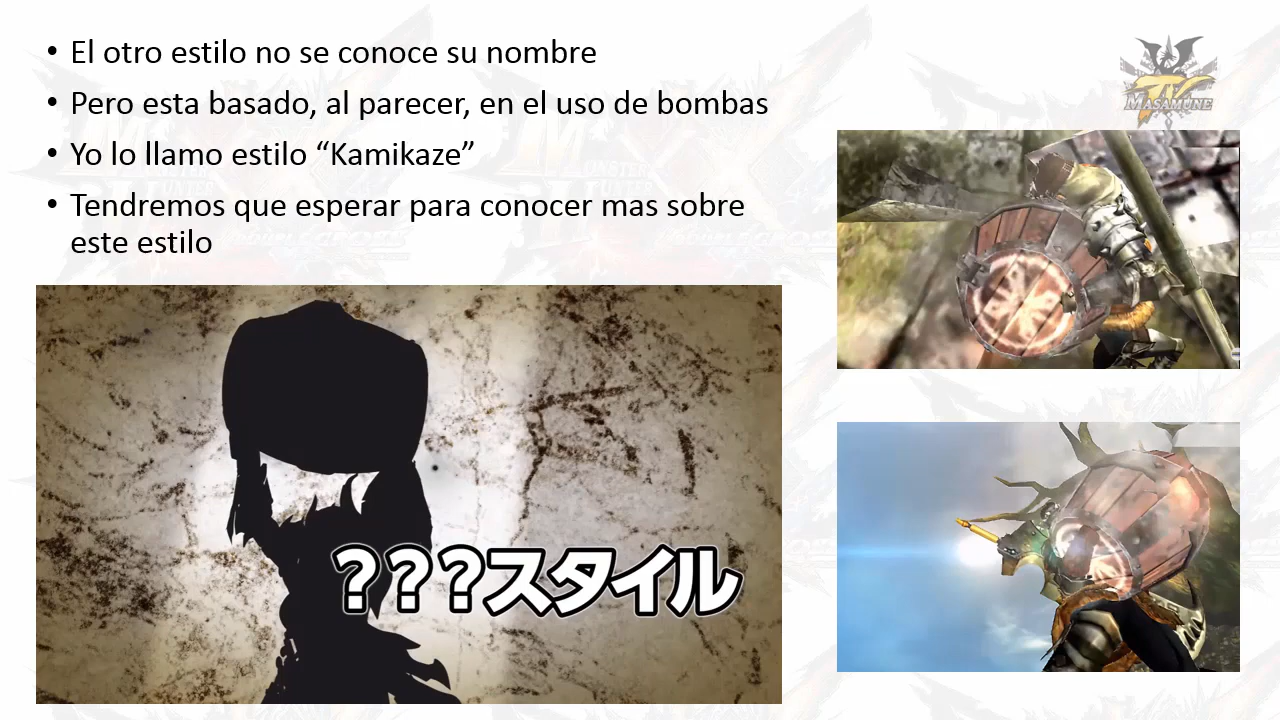 • El otro estilo no se conoce su nombre
• Pero esta basado, al parecer, en el uso de bombas
• Yo lo llamo estilo “Kamikaze”
• Tendremos que esperar para conocer mas sobre
este estilo
TV
MASAMUNE
???スタイル